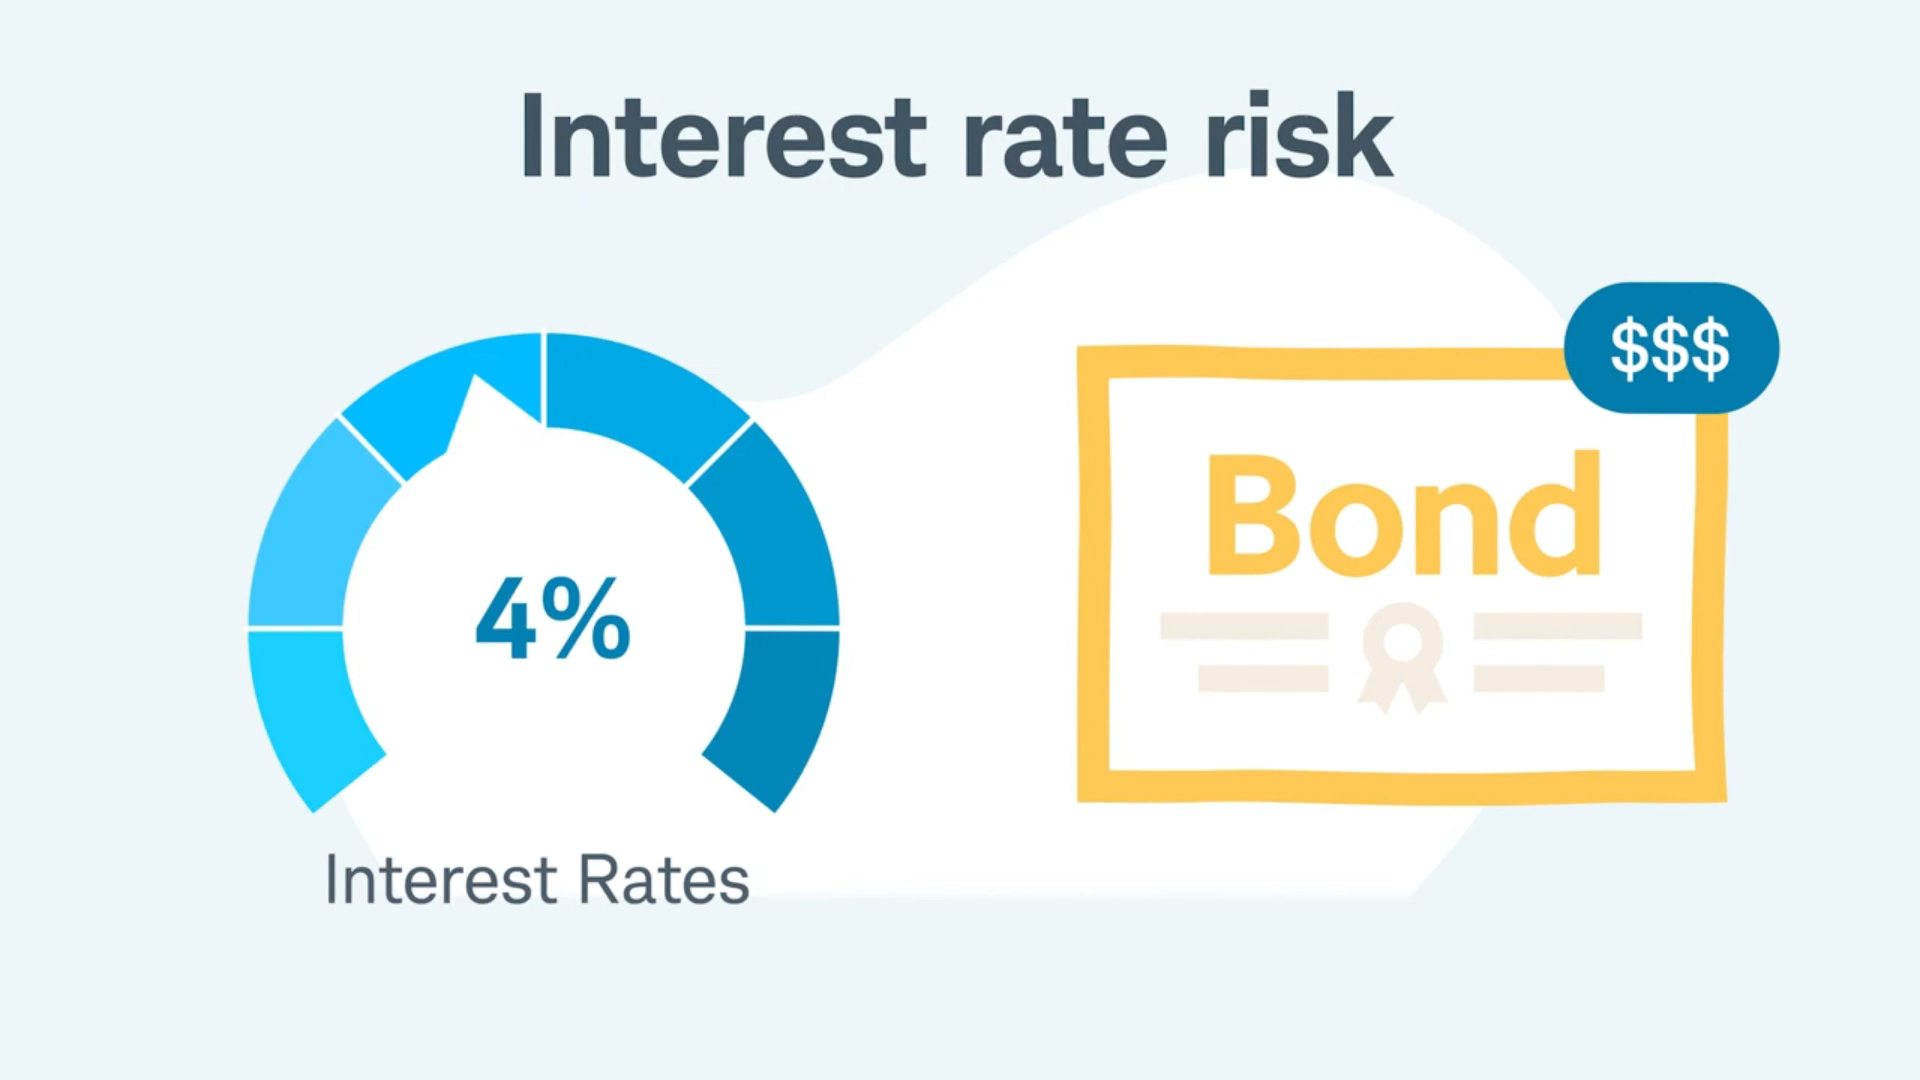 Interest rate risk
$$$
Bond
4%
Interest Rates